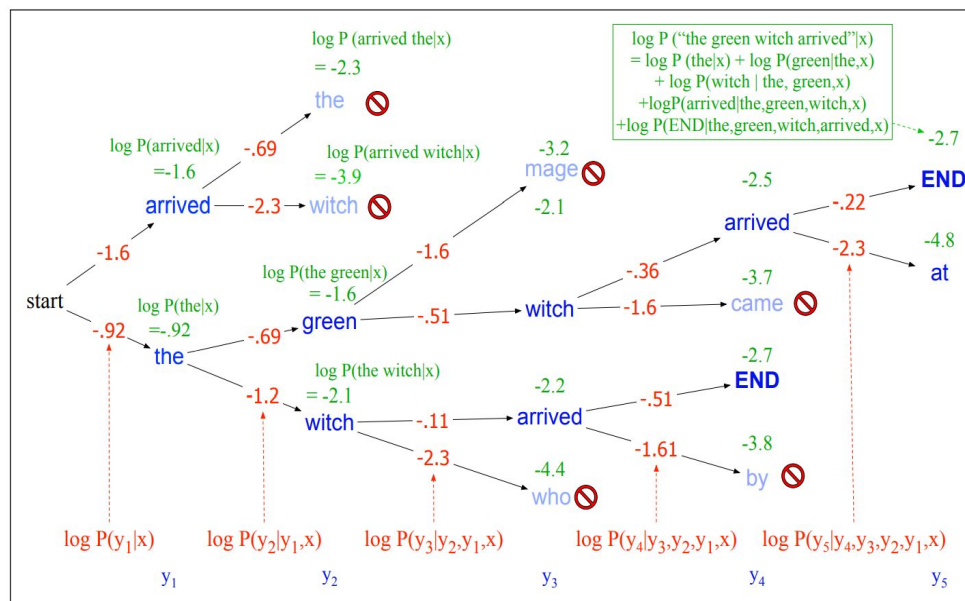 log P (arrived the|x)
= -2.3
the
log P ("the green witch arrived"|x)
= log P (the|x) + log P(green|the,x)
+ log P(witch | the, green,x)
+logP(arrived|the,green,witch,x)
+log P(END|the,green,witch,arrived,x)
log P(arrived|x)
=-1.6
-.69
log P(arrived witch|x)
= -3.9
arrived
-2.3
witch
-3.2
mage
-2.1
-2.7
END
-2.5
arrived
-.22
-2.3
-4.8
at
-1.6
start
-.92
log P(the|x)
=-.92
the
log P(the green|x)
= -1.6
green
-.69
-1.6
-.51
witch
-.36
-1.6
-3.7
came
-1.2
log P(the witch|x)
= -2.1
witch
-.11
-2.3
-2.2
arrived
-.51
-1.61
-2.7
END
-4.4
who
-3.8
by
log P(y₁|x)
log P(y₂|y₁,x)
log P(y₃|y₂,y₁,x)
log P(y₄|y₃,y₂,y₁,x)
log P(y₅|y₄,y₃,y₂,y₁,x)
y₁
y₂
y₃
y₄
y₅